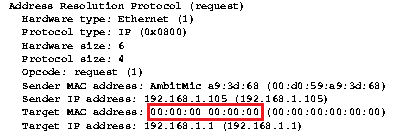 Address Resolution Protocol (request)
Hardware type: Ethernet (1)
Protocol type: IP (0x0800)
Hardware size: 6
Protocol size: 4
Opcode: request (1)
Sender MAC address: AmbitMic a9:3d:68 (00:d0:59:a9:3d:68)
Sender IP address: 192.168.1.105 (192.168.1.105)
Target MAC address: 00:00:00 00:00:00 (00:00:00:00:00:00)
Target IP address: 192.168.1.1 (192.168.1.1)